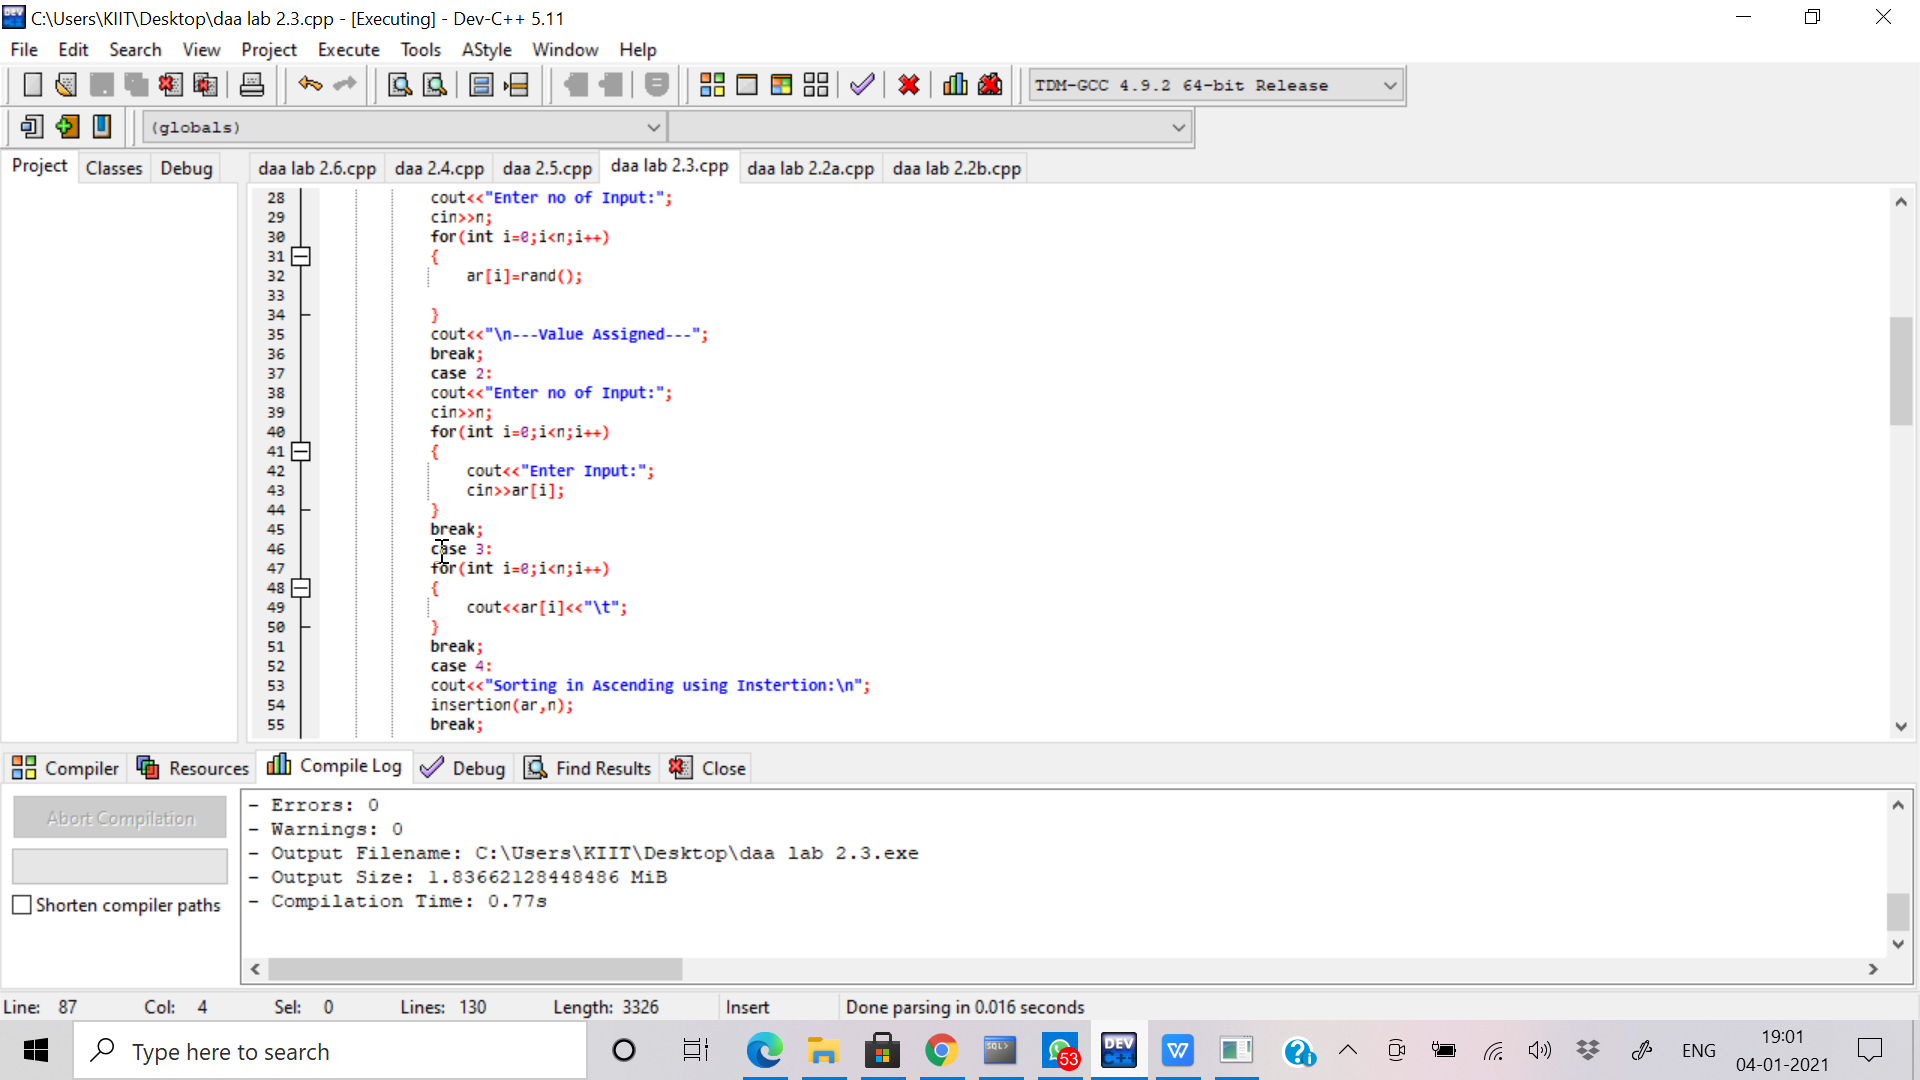 C:\Users\KIIT\Desktop\daa lab 2.3.cpp - [Executing] - Dev-C++ 5.11
File Edit Search View Project Execute Tools AStyle Window Help
TDM-GCC 4.9.2 64-bit Release
(globals)
Project Classes Debug daa lab 2.6.cpp daa 2.4.cpp daa 2.5.cpp daa lab 2.3.cpp daa lab 2.2a.cpp daa lab 2.2b.cpp
28 cout<<"Enter no of Input:";
29 cin>>n;
30 for(int i=0;i<n;i++)
31 {
32 ar[i]=rand();
33
34 }
35 cout<<"\n---Value Assigned---";
36 break;
37 case 2:
38 cout<<"Enter no of Input:";
39 cin>>n;
40 for(int i=0;i<n;i++)
41 {
42 cout<<"Enter Input:";
43 cin>>ar[i];
44 }
45 break;
46 case 3:
47 for(int i=0;i<n;i++)
48 {
49 cout<<ar[i]<<"\t";
50 }
51 break;
52 case 4:
53 cout<<"Sorting in Ascending using Instertion:\n";
54 insertion(ar,n);
55 break;
Compiler Resources Compile Log Debug Find Results Close
Abort Compilation
Shorten compiler paths
- Errors: 0
- Warnings: 0
- Output Filename: C:\Users\KIIT\Desktop\daa lab 2.3.exe
- Output Size: 1.83662128448486 MiB
- Compilation Time: 0.77s
Line: 87 Col: 4 Sel: 0 Lines: 130 Length: 3326 Insert Done parsing in 0.016 seconds
Type here to search
SQL>
53
DEV C++
W
ENG
19:01
04-01-2021